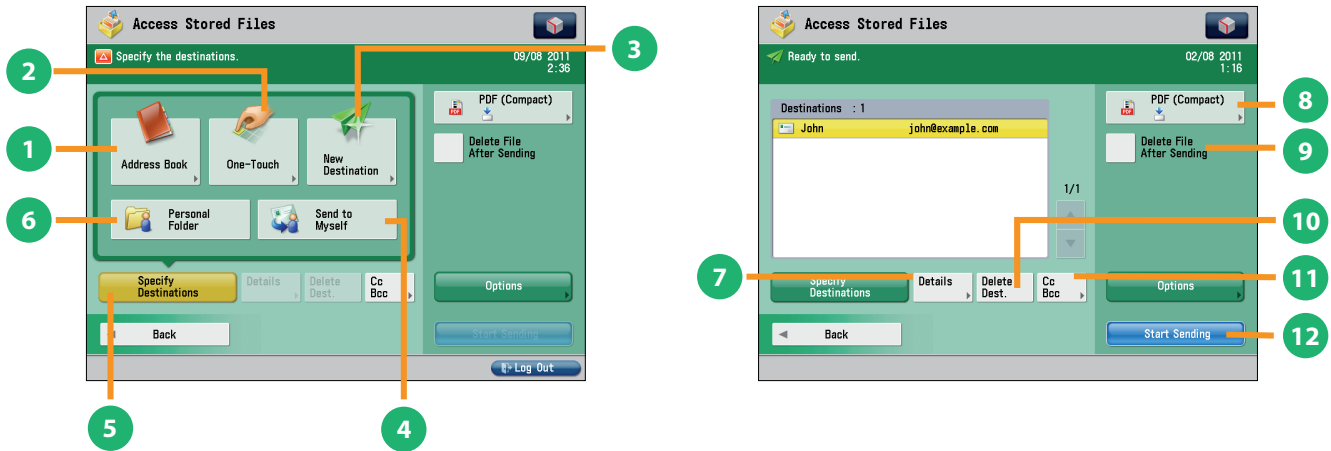 Access Stored Files
Specify the destinations.
09/08 2011
2:36
3
2
PDF (Compact)
PDF
Delete File
After Sending
1
Address Book
One-Touch
New
Destination
6
Personal
Folder
Send to
Myself
Specify
Destinations
Details
Delete
Dest.
Cc
Bcc
Options
Back
Start Sending
Log Out
5
4
Access Stored Files
Ready to send.
02/08 2011
1:16
Destinations : 1
John john@example.com
PDF (Compact)
PDF
8
Delete File
After Sending
9
1/1
10
7
Specify
Destinations
Details
Delete
Dest.
Cc
Bcc
11
Options
Back
Start Sending
12